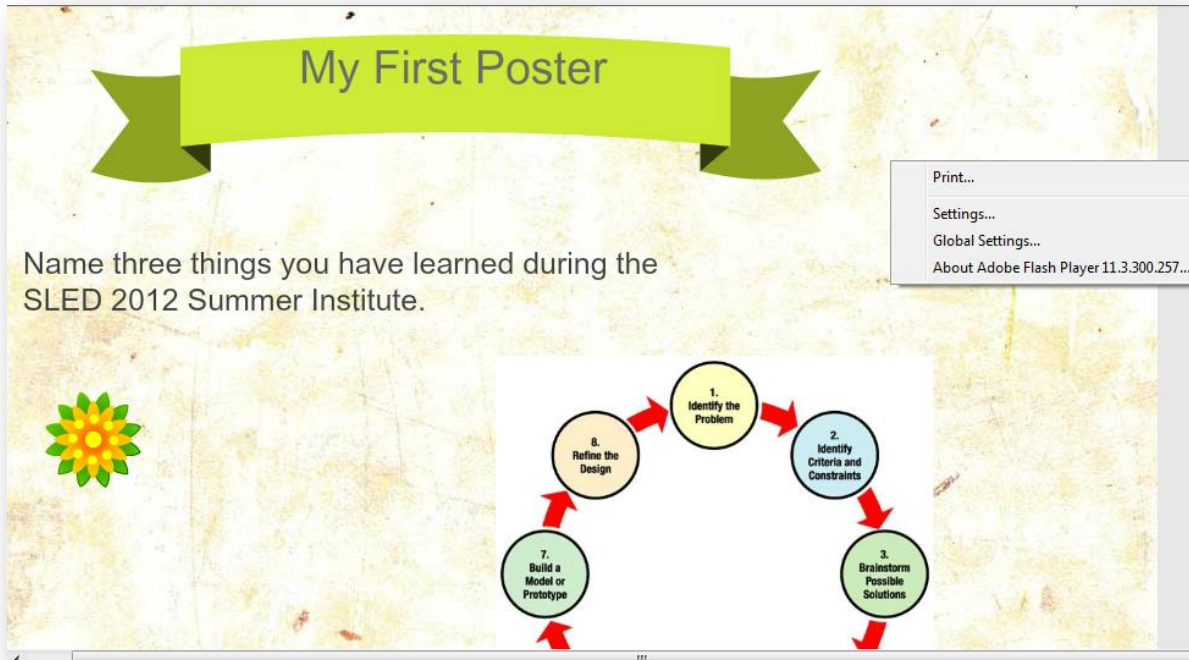 My First Poster
Print...
Settings...
Global Settings...
About Adobe Flash Player 11.3.300.257...
Name three things you have learned during the
SLED 2012 Summer Institute.
1.
Identify the
Problem
2.
Identify
Criteria and
Constraints
3.
Brainstorm
Possible
Solutions
7.
Build a
Model or
Prototype
8.
Refine the
Design